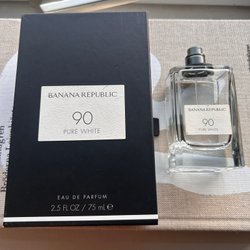 BANANA REPUBLIC
90
PURE WHITE
EAU DE PARFUM
2.5 FL OZ / 75 ml ℮
BANANA REPUBLIC
90
PURE WHITE